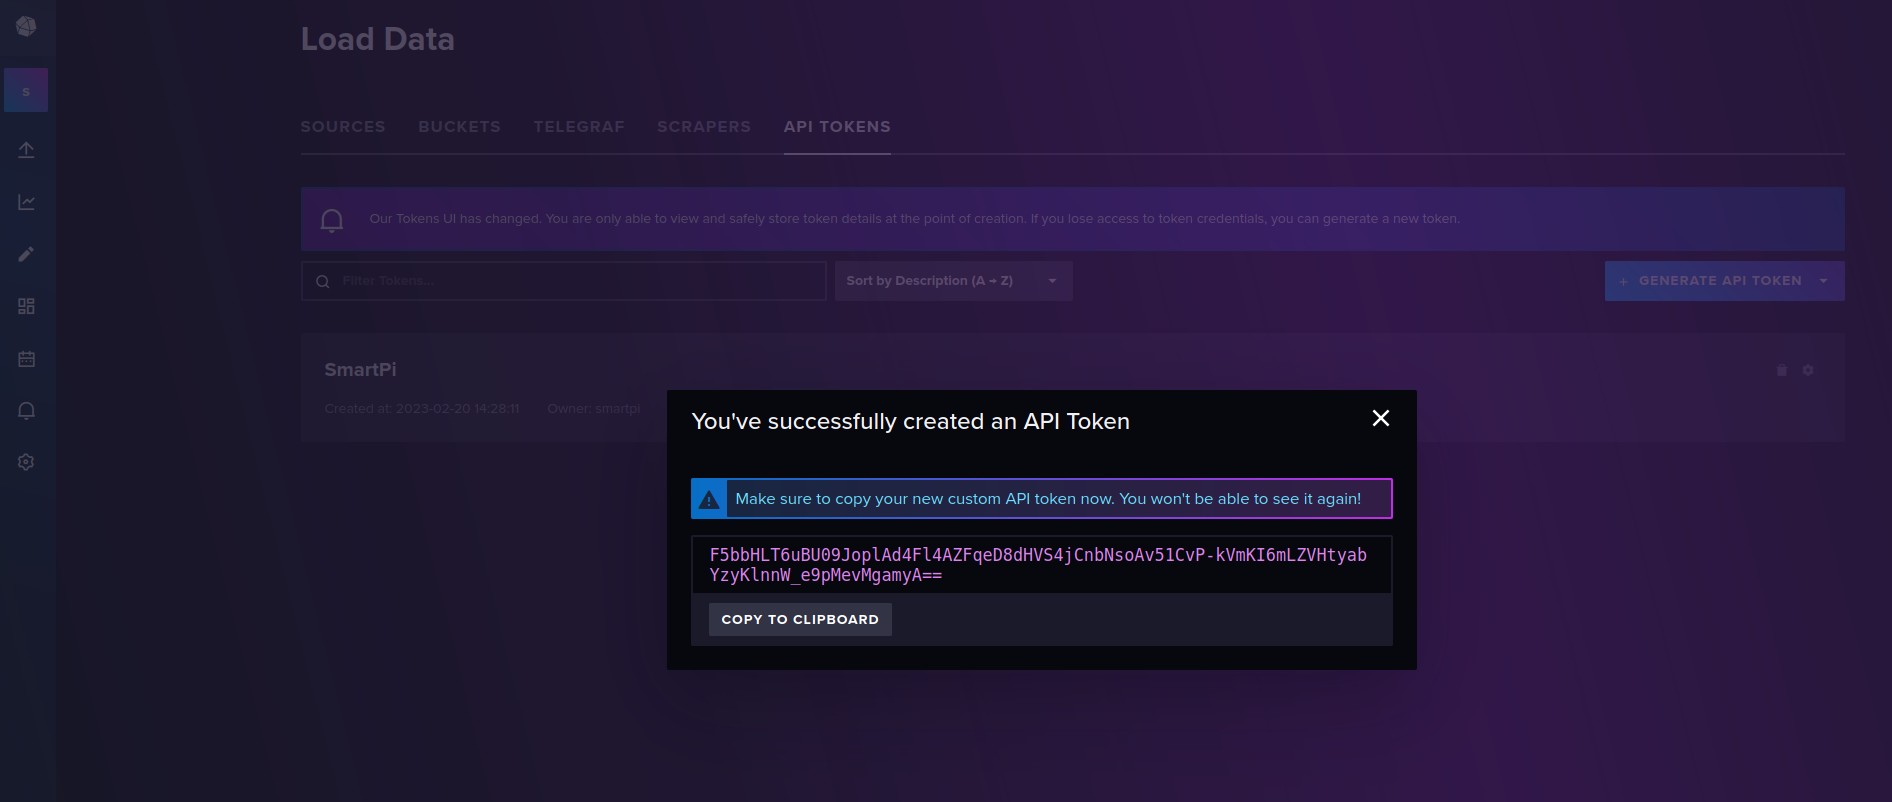 Load Data
S
SOURCES BUCKETS TELEGRAF SCRAPERS API TOKENS
Our Tokens UI has changed. You are only able to view and safely store token details at the point of creation. If you lose access to token credentials, you can generate a new token.
Filter Tokens... Sort by Description (A → Z) + GENERATE API TOKEN
SmartPi
Created at: 2023-02-20 14:28:11 Owner: smartpi
You've successfully created an API Token
Make sure to copy your new custom API token now. You won't be able to see it again!
F5bbHLT6uBU09JoplAd4Fl4AZFqeD8dHVS4jCnbNsoAv51CvP-kVmKI6mLZVHtyab
YzyKlnnW_e9pMevMgamyA==
COPY TO CLIPBOARD